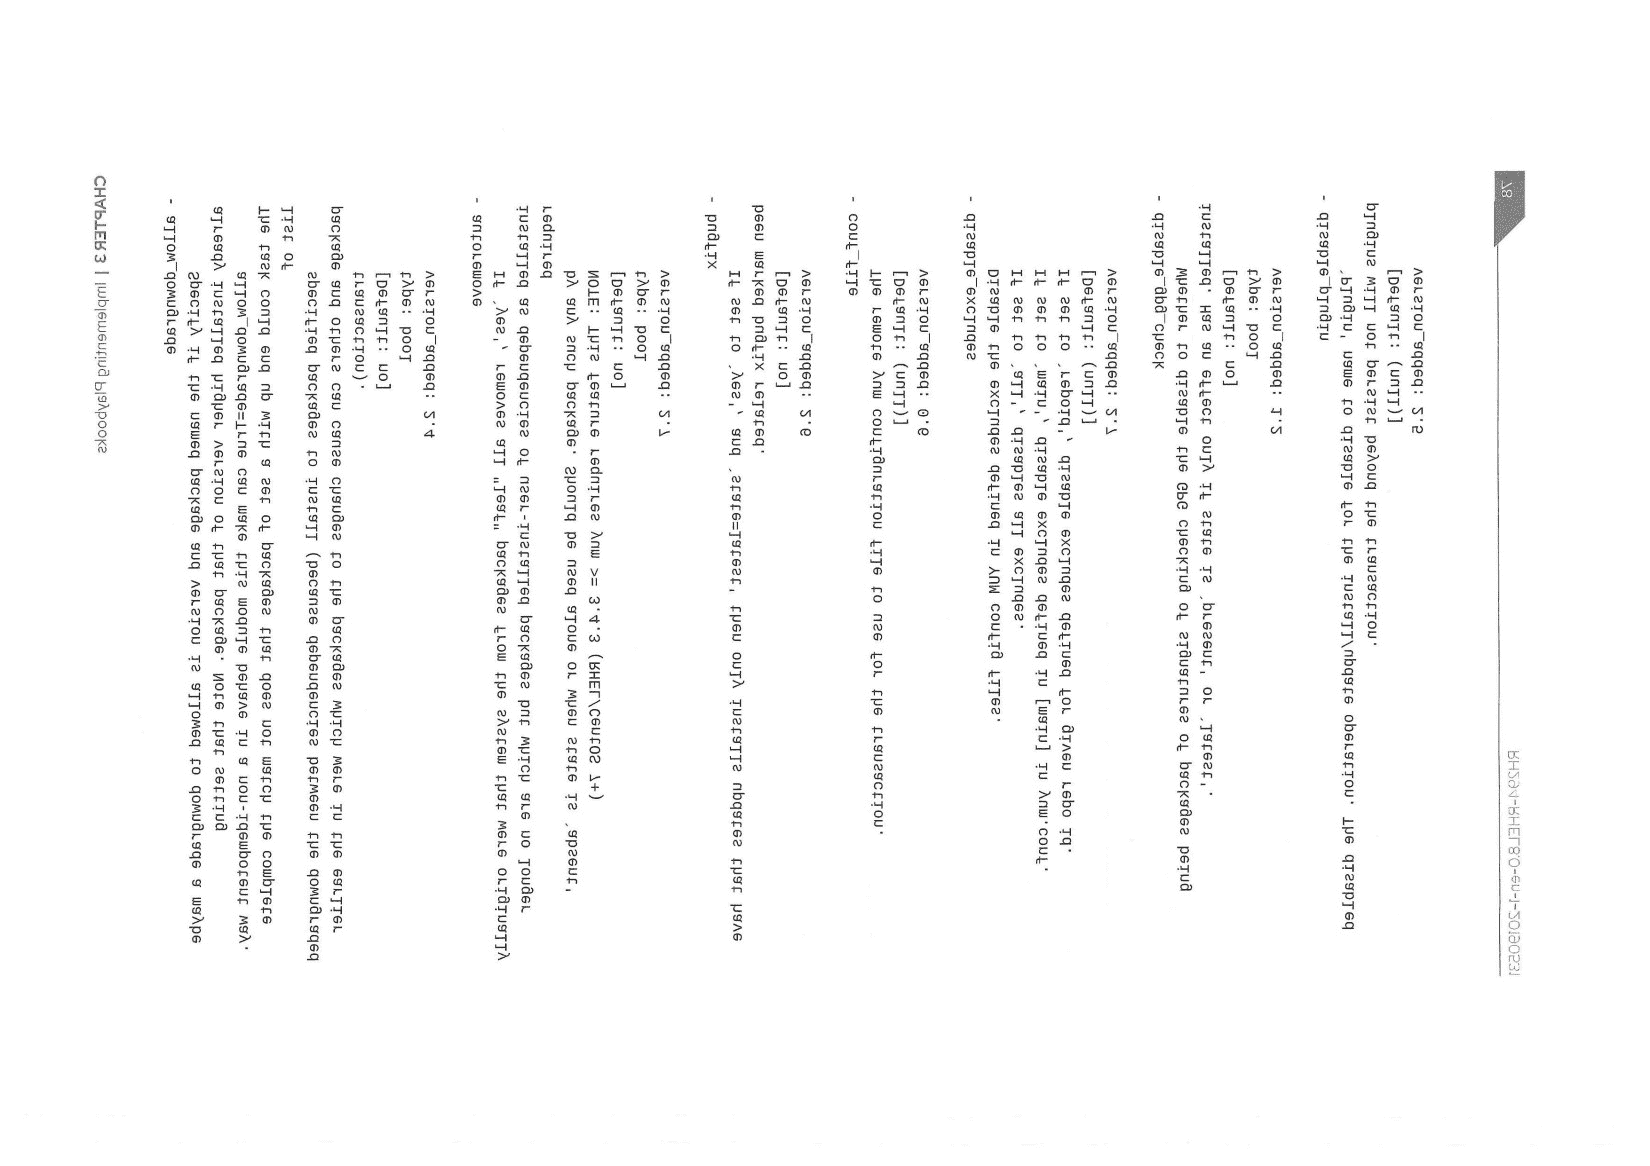 CHAPTER 3 | Implementing Playbooks
- allow_downgrade
Specify if the named package and version is allowed to downgrade a maybe
already installed higher version of that package. Note that setting
allow_downgrade=True can make this module behave in a non-idempotent way.
The task could end up with a set of packages that does not match the complete
list of
specified packages to install (because dependencies between the downgraded
package and others can cause changes to the packages which were in the earlier
transaction).
[Default: no]
type: bool
version_added: 2.4
- autoremove
If `yes', removes all "leaf" packages from the system that were originally
installed as dependencies of user-installed packages but which are no longer
required
by any such package. Should be used alone or when state is `absent'
NOTE: This feature requires yum >= 3.4.3 (RHEL/CentOS 7+)
[Default: no]
type: bool
version_added: 2.7
- bugfix
If set to `yes', and `state=latest' then only installs updates that have
been marked bugfix related.
[Default: no]
version_added: 2.6
- conf_file
The remote yum configuration file to use for the transaction.
[Default: (null)]
version_added: 0.6
- disable_excludes
Disable the excludes defined in YUM config files.
If set to `all', disables all excludes.
If set to `main', disable excludes defined in [main] in yum.conf.
If set to `repoid', disable excludes defined for given repo id.
[Default: (null)]
version_added: 2.7
- disable_gpg_check
Whether to disable the GPG checking of signatures of packages being
installed. Has an effect only if state is `present' or `latest'.
[Default: no]
type: bool
version_added: 1.2
- disable_plugin
`Plugin' name to disable for the install/update operation. The disabled
plugins will not persist beyond the transaction.
[Default: (null)]
version_added: 2.5
78
RH294-RHEL8.0-en-1-20190531